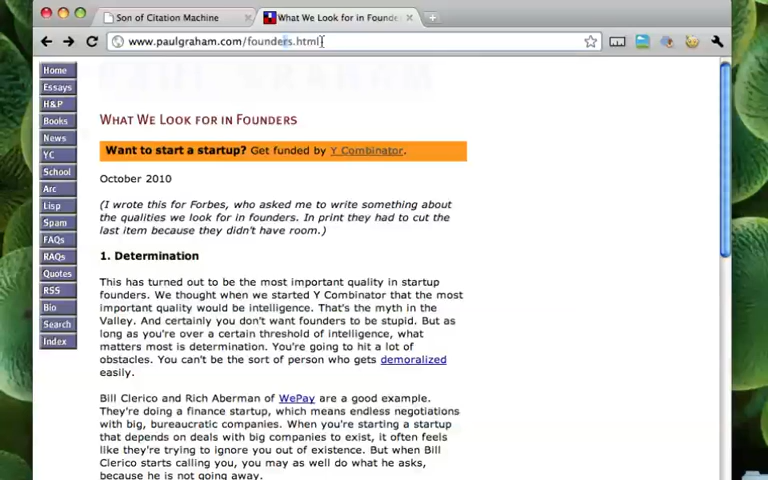 Son of Citation Machine
What We Look for in Founde
www.paulgraham.com/founders.html
Home
Essays
H&P
Books
News
YC
School
Arc
Lisp
Spam
FAQs
RAQs
Quotes
RSS
Bio
Search
Index
PAUL GRAHAM
What We Look for in Founders
Want to start a startup? Get funded by Y Combinator.
October 2010
(I wrote this for Forbes, who asked me to write something about
the qualities we look for in founders. In print they had to cut the
last item because they didn't have room.)
1. Determination
This has turned out to be the most important quality in startup
founders. We thought when we started Y Combinator that the most
important quality would be intelligence. That's the myth in the
Valley. And certainly you don't want founders to be stupid. But as
long as you're over a certain threshold of intelligence, what
matters most is determination. You're going to hit a lot of
obstacles. You can't be the sort of person who gets demoralized
easily.
Bill Clerico and Rich Aberman of WePay are a good example.
They're doing a finance startup, which means endless negotiations
with big, bureaucratic companies. When you're starting a startup
that depends on deals with big companies to exist, it often feels
like they're trying to ignore you out of existence. But when Bill
Clerico starts calling you, you may as well do what he asks,
because he is not going away.